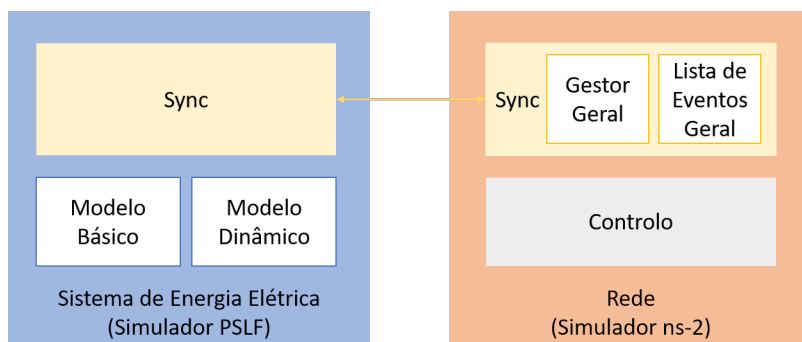 Sync
Modelo
Básico
Modelo
Dinâmico
Sistema de Energia Elétrica
(Simulador PSLF)
Sync
Gestor
Geral
Lista de
Eventos
Geral
Controlo
Rede
(Simulador ns-2)